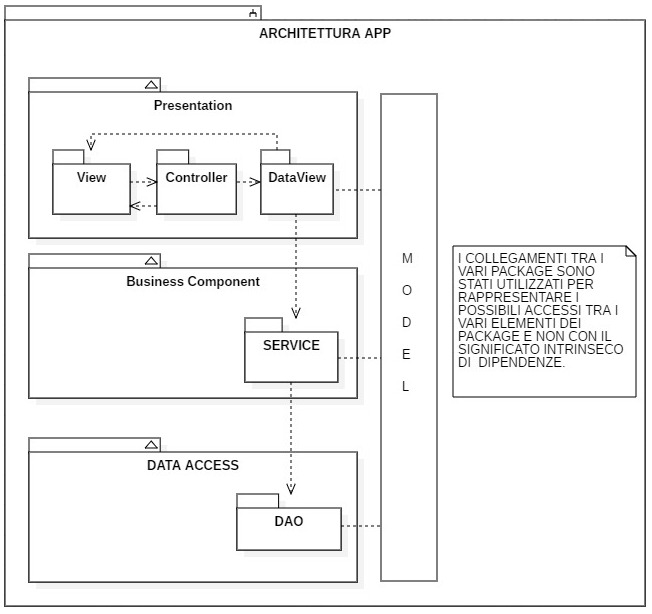 ARCHITETTURA APP
Presentation
View
Controller
DataView
Business Component
SERVICE
DATA ACCESS
DAO
M
O
D
E
L
I COLLEGAMENTI TRA I
VARI PACKAGE SONO
STATI UTILIZZATI PER
RAPPRESENTARE I
POSSIBILI ACCESSI TRA I
VARI ELEMENTI DEI
PACKAGE E NON CON IL
SIGNIFICATO INTRINSECO
DI  DIPENDENZE.